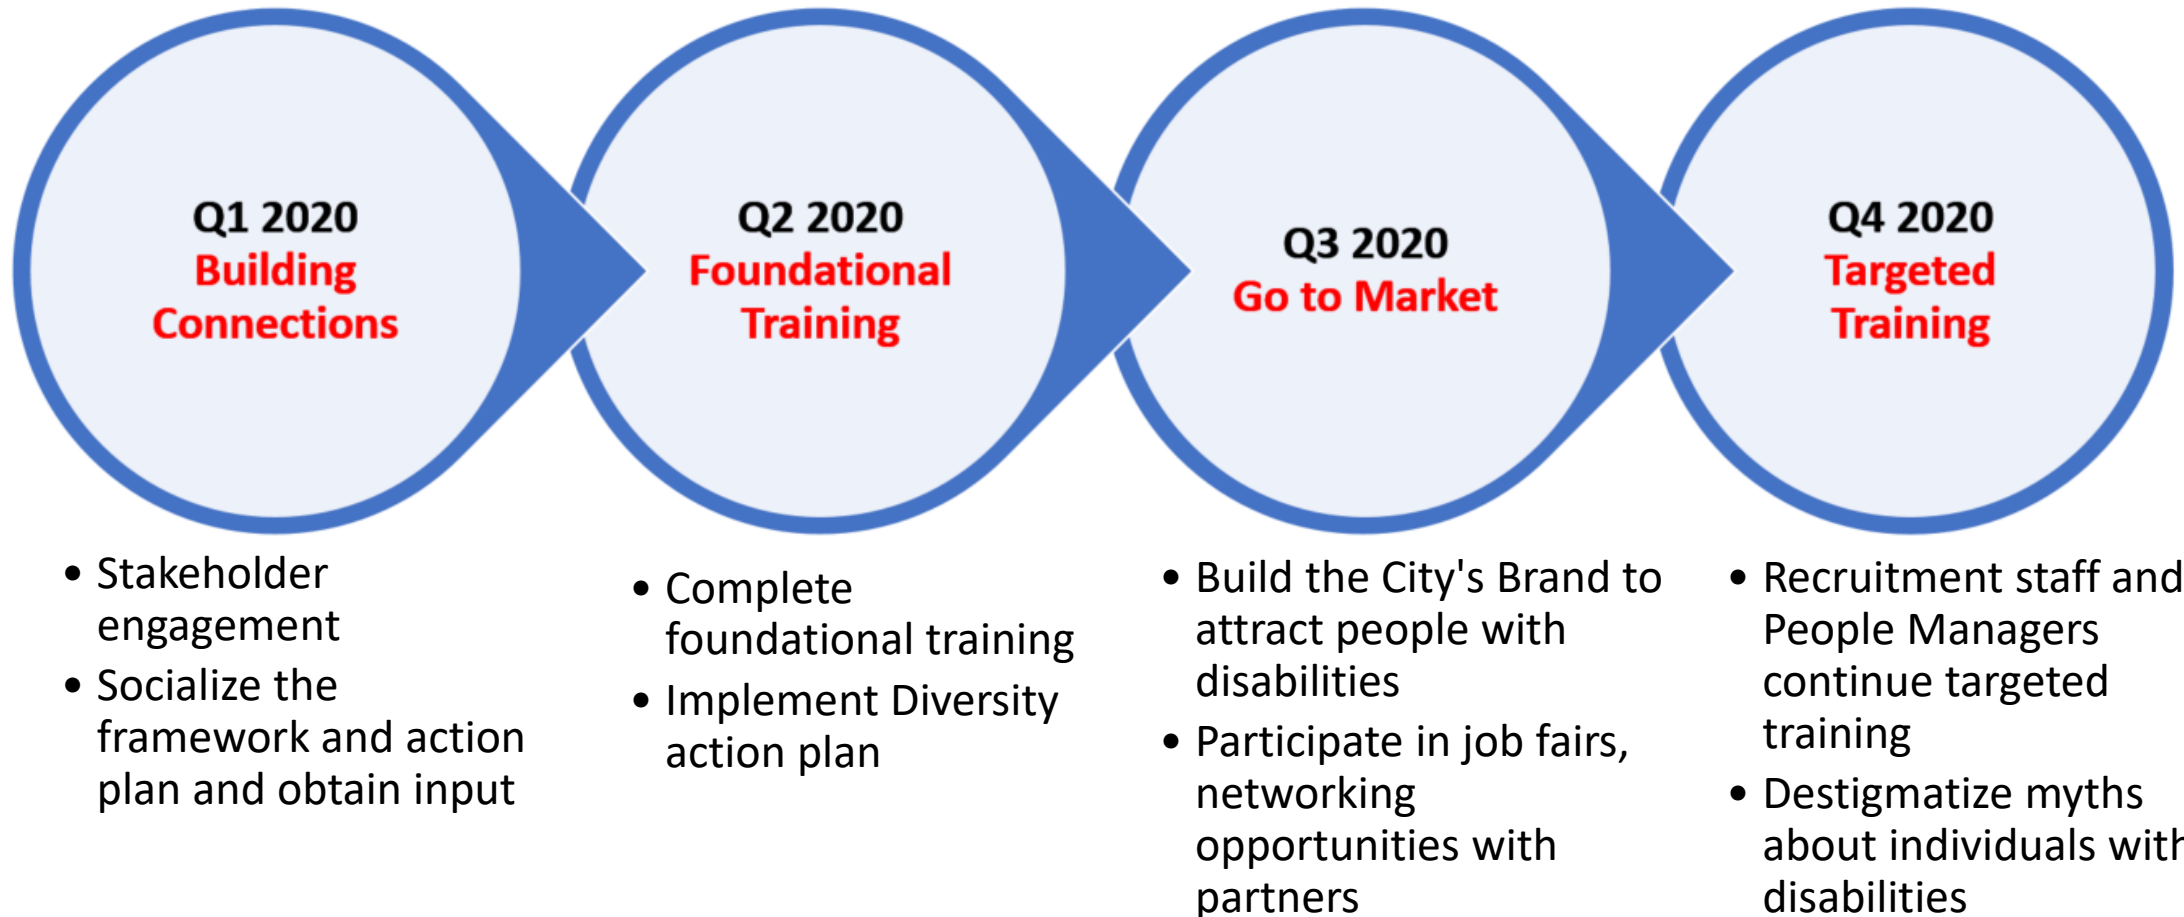 Q1 2020
Building
Connections
• Stakeholder
engagement
• Socialize the
framework and action
plan and obtain input
Q2 2020
Foundational
Training
• Complete
foundational training
• Implement Diversity
action plan
Q3 2020
Go to Market
• Build the City's Brand to
attract people with
disabilities
• Participate in job fairs,
networking
opportunities with
partners
Q4 2020
Targeted
Training
• Recruitment staff and
People Managers
continue targeted
training
• Destigmatize myths
about individuals with
disabilities